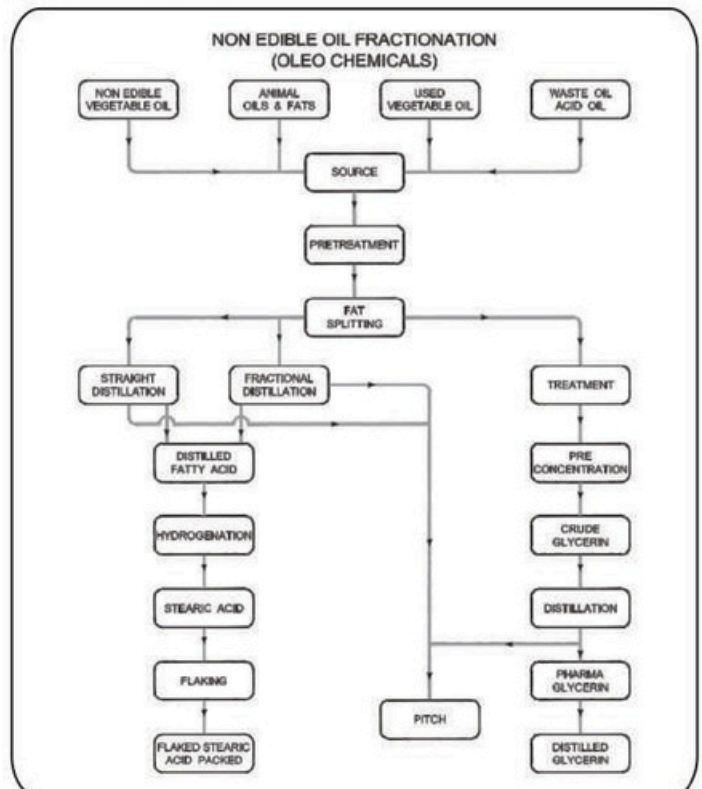 NON EDIBLE OIL FRACTIONATION
(OLEO CHEMICALS)
NON EDIBLE
VEGETABLE OIL
ANIMAL
OILS & FATS
USED
VEGETABLE OIL
WASTE OIL
ACID OIL
SOURCE
PRETREATMENT
FAT
SPLITTING
STRAIGHT
DISTILLATION
FRACTIONAL
DISTILLATION
TREATMENT
DISTILLED
FATTY ACID
PRE
CONCENTRATION
HYDROGENATION
CRUDE
GLYCERIN
STEARIC ACID
DISTILLATION
FLAKING
PHARMA
GLYCERIN
PITCH
FLAKED STEARIC
ACID PACKED
DISTILLED
GLYCERIN